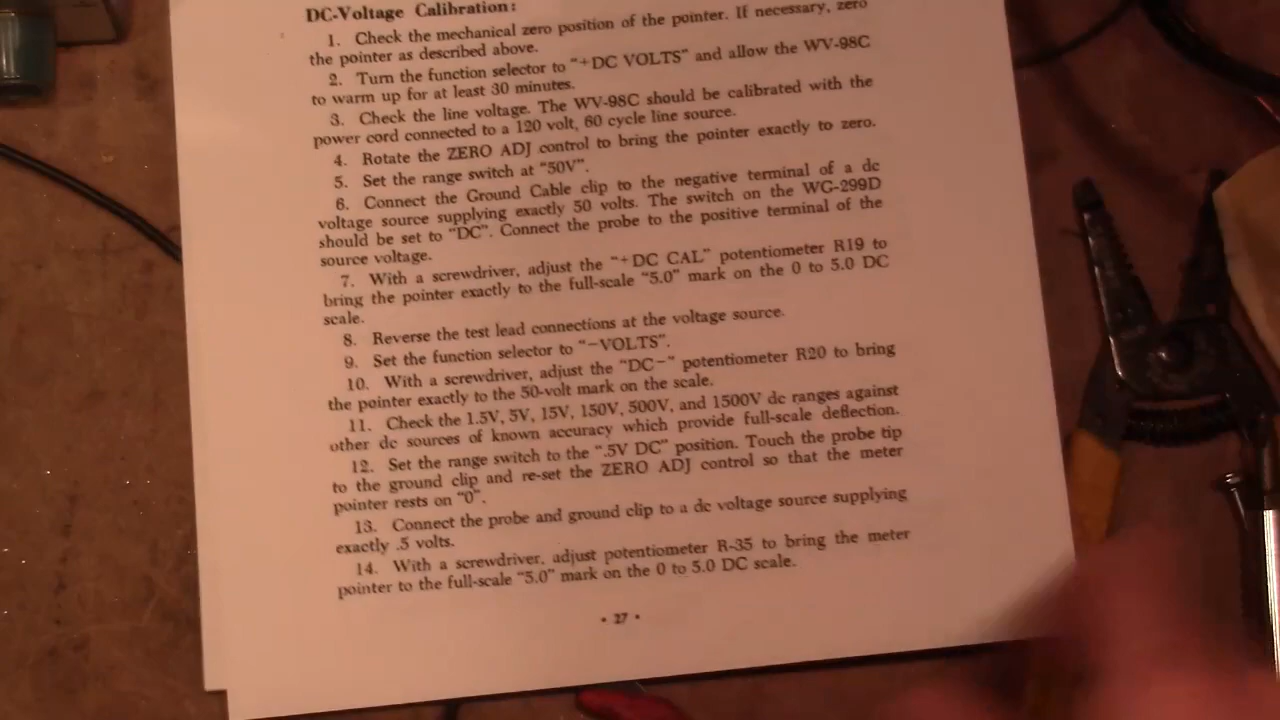 DC-Voltage Calibration:
1. Check the mechanical zero position of the pointer. If necessary, zero
the pointer as described above.
2. Turn the function selector to "+DC VOLTS" and allow the WV-98C
to warm up for at least 30 minutes.
3. Check the line voltage. The WV-98C should be calibrated with the
power cord connected to a 120 volt, 60 cycle line source.
4. Rotate the ZERO ADJ control to bring the pointer exactly to zero.
5. Set the range switch at "50V".
6. Connect the Ground Cable clip to the negative terminal of a dc
voltage source supplying exactly 50 volts. The switch on the WG-299D
should be set to "DC". Connect the probe to the positive terminal of the
source voltage.
7. With a screwdriver, adjust the "+DC CAL" potentiometer R19 to
bring the pointer exactly to the full-scale "5.0" mark on the 0 to 5.0 DC
scale.
8. Reverse the test lead connections at the voltage source.
9. Set the function selector to "−VOLTS".
10. With a screwdriver, adjust the "DC−" potentiometer R20 to bring
the pointer exactly to the 50-volt mark on the scale.
11. Check the 1.5V, 5V, 15V, 150V, 500V, and 1500V dc ranges against
other dc sources of known accuracy which provide full-scale deflection.
12. Set the range switch to the ".5V DC" position. Touch the probe tip
to the ground clip and re-set the ZERO ADJ control so that the meter
pointer rests on "0".
13. Connect the probe and ground clip to a dc voltage source supplying
exactly .5 volts.
14. With a screwdriver, adjust potentiometer R-35 to bring the meter
pointer to the full-scale "5.0" mark on the 0 to 5.0 DC scale.
• 27 •